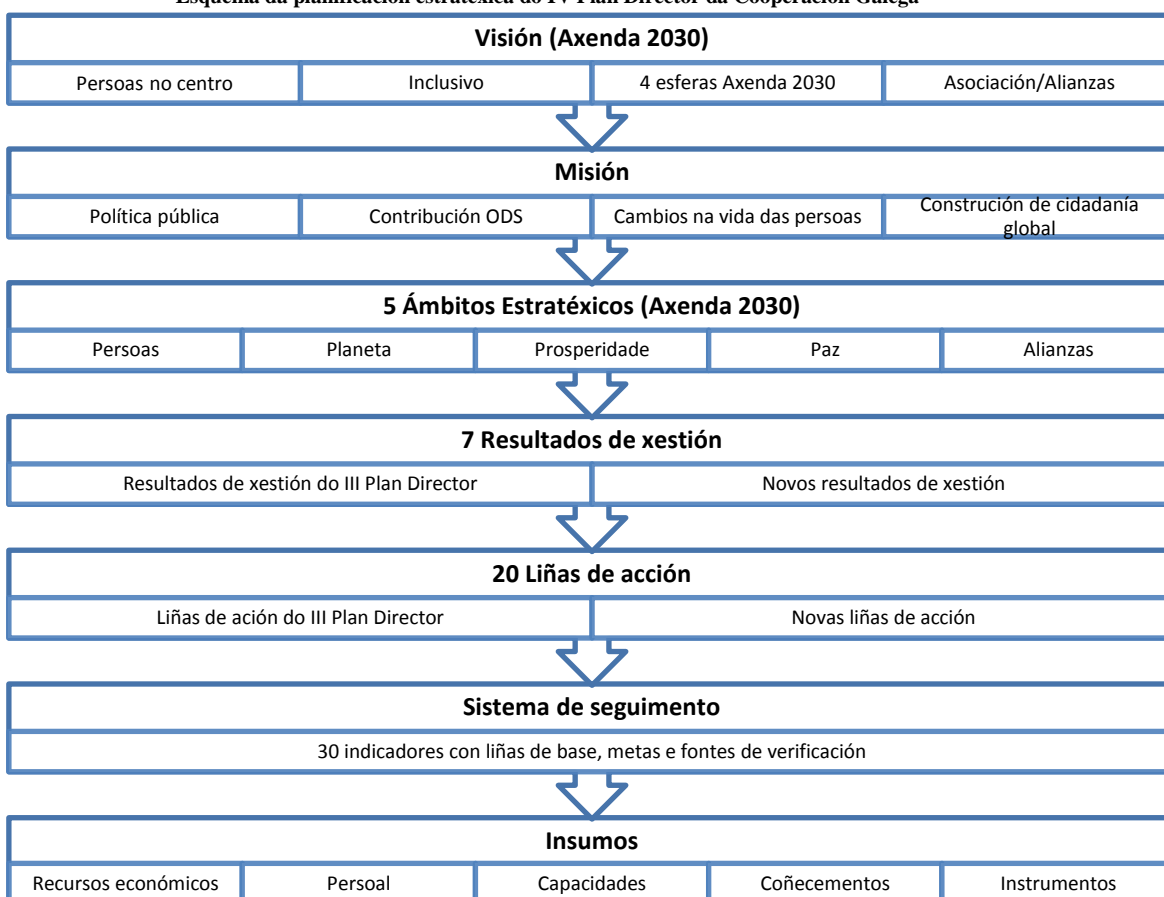 Esquema da planificación estratéxica do IV Plan Director da Cooperación Galega
Visión (Axenda 2030)
Persoas no centro
Inclusivo
4 esferas Axenda 2030
Asociación/Alianzas
Misión
Política pública
Contribución ODS
Cambios na vida das persoas
Construción de cidadanía
global
5 Ámbitos Estratéxicos (Axenda 2030)
Persoas
Planeta
Prosperidade
Paz
Alianzas
7 Resultados de xestión
Resultados de xestión do III Plan Director
Novos resultados de xestión
20 Liñas de acción
Liñas de ación do III Plan Director
Novas liñas de acción
Sistema de seguimento
30 indicadores con liñas de base, metas e fontes de verificación
Insumos
Recursos económicos
Persoal
Capacidades
Coñecementos
Instrumentos